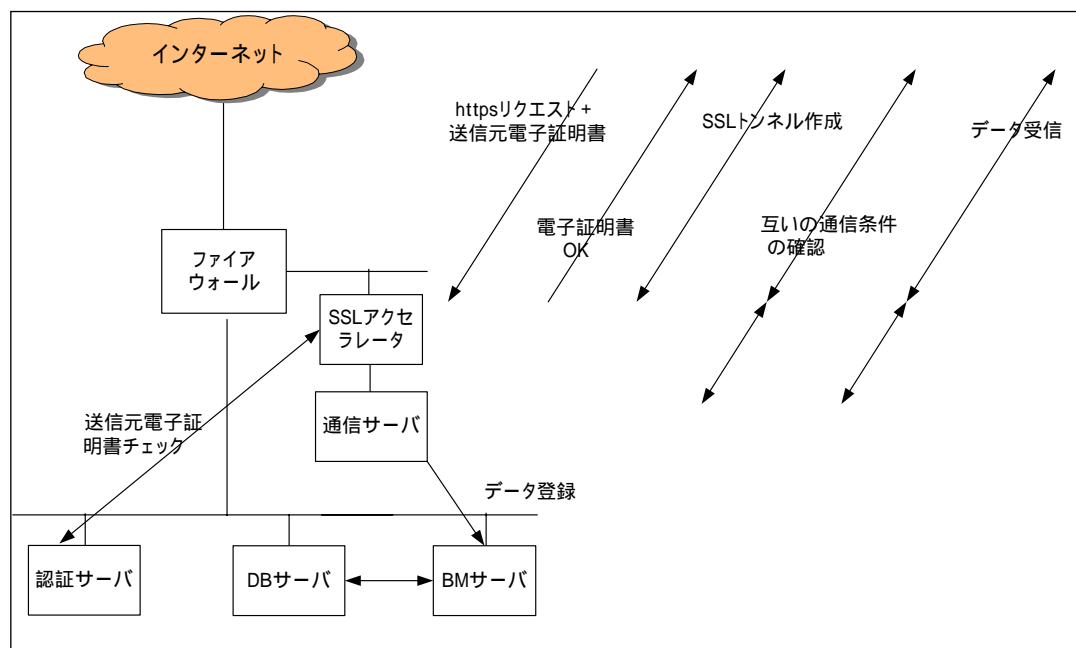 インターネット
httpsリクエスト+
送信元電子証明書
SSLトンネル作成
データ受信
電子証明書
OK
互いの通信条件
の確認
ファイア
ウォール
SSLアクセ
ラレータ
通信サーバ
送信元電子証
明書チェック
データ登録
認証サーバ
DBサーバ
BMサーバ